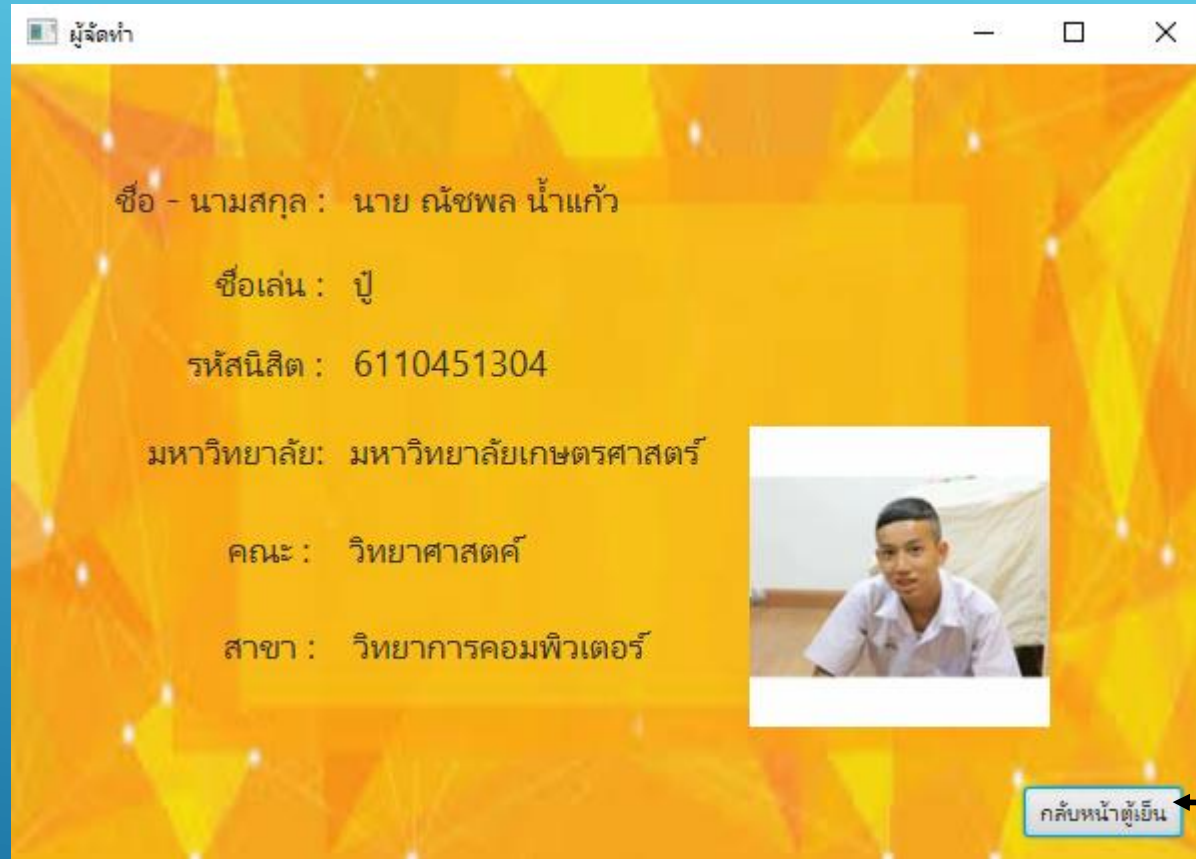 ผู้จัดทำ
ชื่อ - นามสกุล : นาย ณัชพล น้ำแก้ว
ชื่อเล่น : ปู๋
รหัสนิสิต : 6110451304
มหาวิทยาลัย: มหาวิทยาลัยเกษตรศาสตร์
คณะ : วิทยาศาสตค์
สาขา : วิทยาการคอมพิวเตอร์
กลับหน้าตู้เย็น